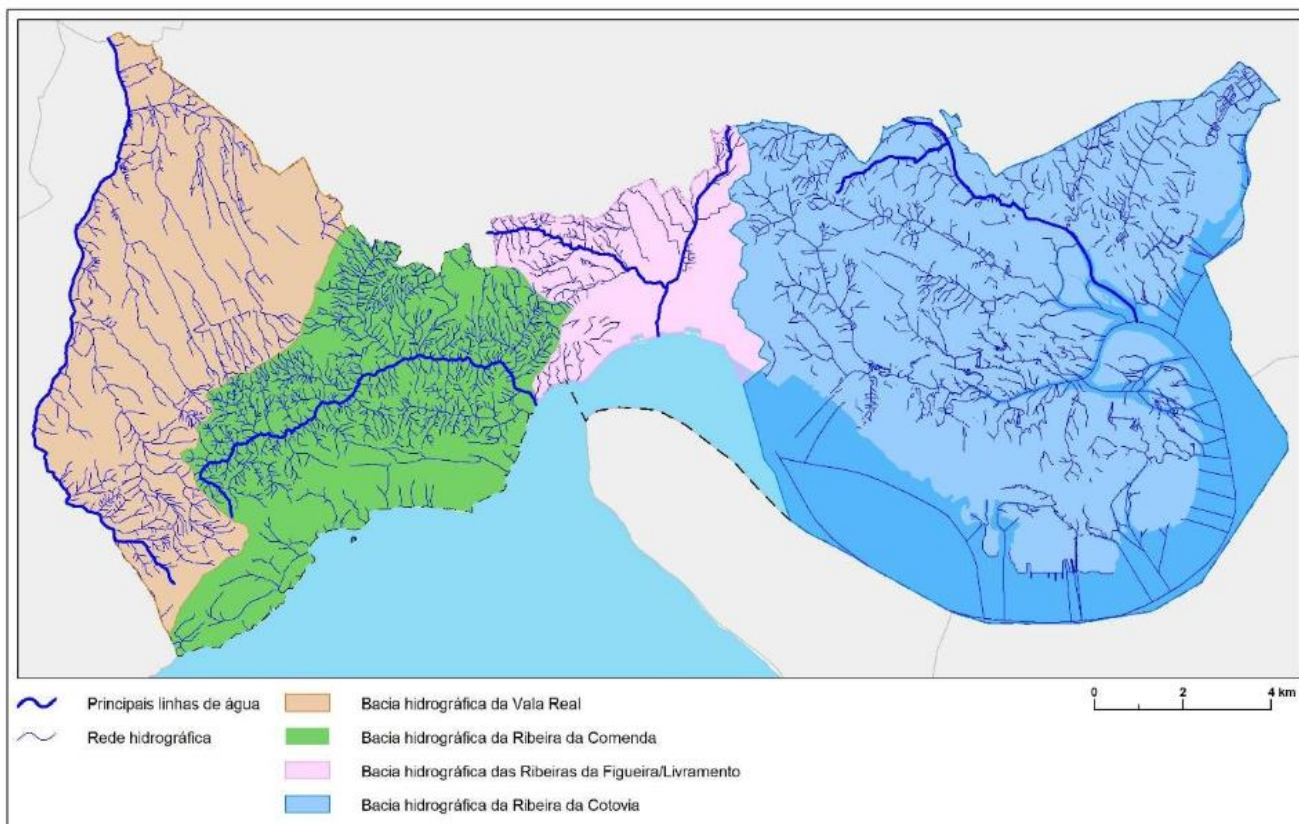 Principais linhas de água
Rede hidrográfica
Bacia hidrográfica da Vala Real
Bacia hidrográfica da Ribeira da Comenda
Bacia hidrográfica das Ribeiras da Figueira/Livramento
Bacia hidrográfica da Ribeira da Cotovia
0 2 4 km